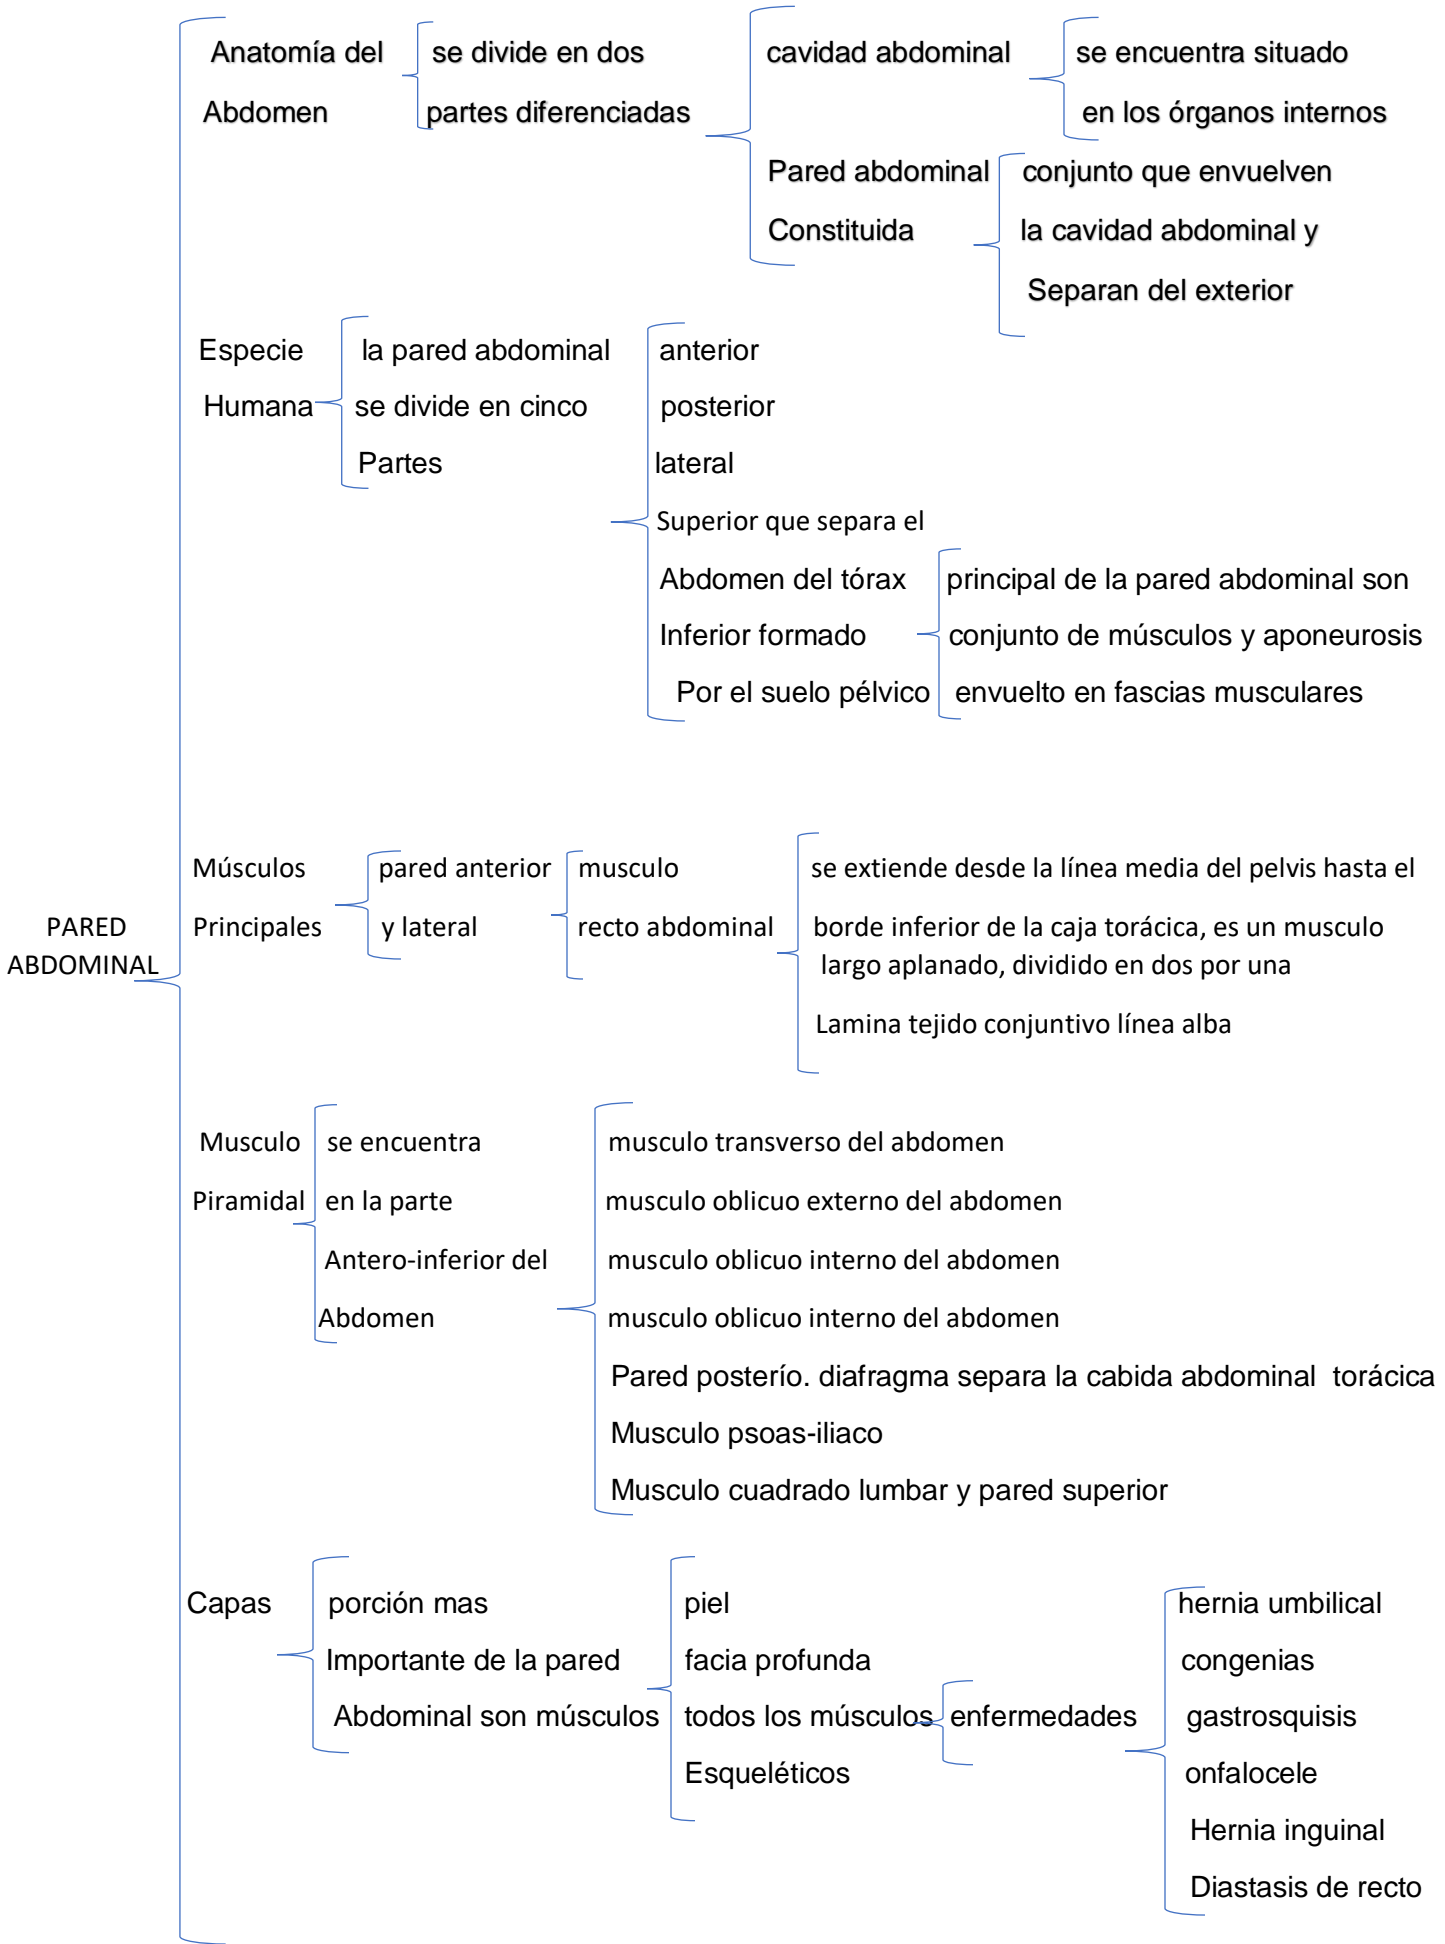 PARED
ABDOMINAL
Anatomía del
Abdomen
se divide en dos
partes diferenciadas
cavidad abdominal
se encuentra situado
en los órganos internos
Pared abdominal
Constituida
conjunto que envuelven
la cavidad abdominal y
Separan del exterior
Especie
Humana
la pared abdominal
se divide en cinco
Partes
anterior
posterior
lateral
Superior que separa el
Abdomen del tórax
Inferior formado
Por el suelo pélvico
principal de la pared abdominal son
conjunto de músculos y aponeurosis
envuelto en fascias musculares
Músculos
Principales
pared anterior
y lateral
musculo
recto abdominal
se extiende desde la línea media del pelvis hasta el
borde inferior de la caja torácica, es un musculo
largo aplanado, dividido en dos por una
Lamina tejido conjuntivo línea alba
Musculo
Piramidal
se encuentra
en la parte
Antero-inferior del
Abdomen
musculo transverso del abdomen
musculo oblicuo externo del abdomen
musculo oblicuo interno del abdomen
musculo oblicuo interno del abdomen
Pared posterío. diafragma separa la cabida abdominal torácica
Musculo psoas-iliaco
Musculo cuadrado lumbar y pared superior
Capas
porción mas
Importante de la pared
Abdominal son músculos
piel
facia profunda
todos los músculos
Esqueléticos
enfermedades
hernia umbilical
congenias
gastrosquisis
onfalocele
Hernia inguinal
Diastasis de recto